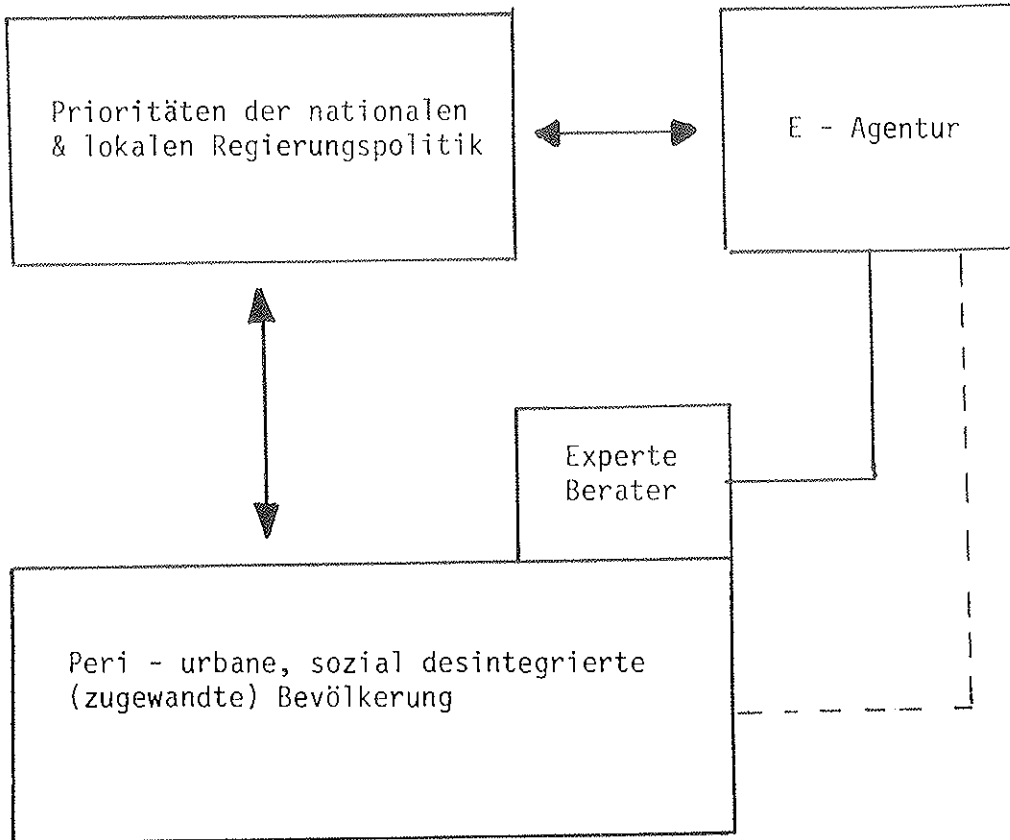 Prioritäten der nationalen
& lokalen Regierungspolitik
E - Agentur
Experte
Berater
Peri - urbane, sozial desintegrierte
(zugewandte) Bevölkerung